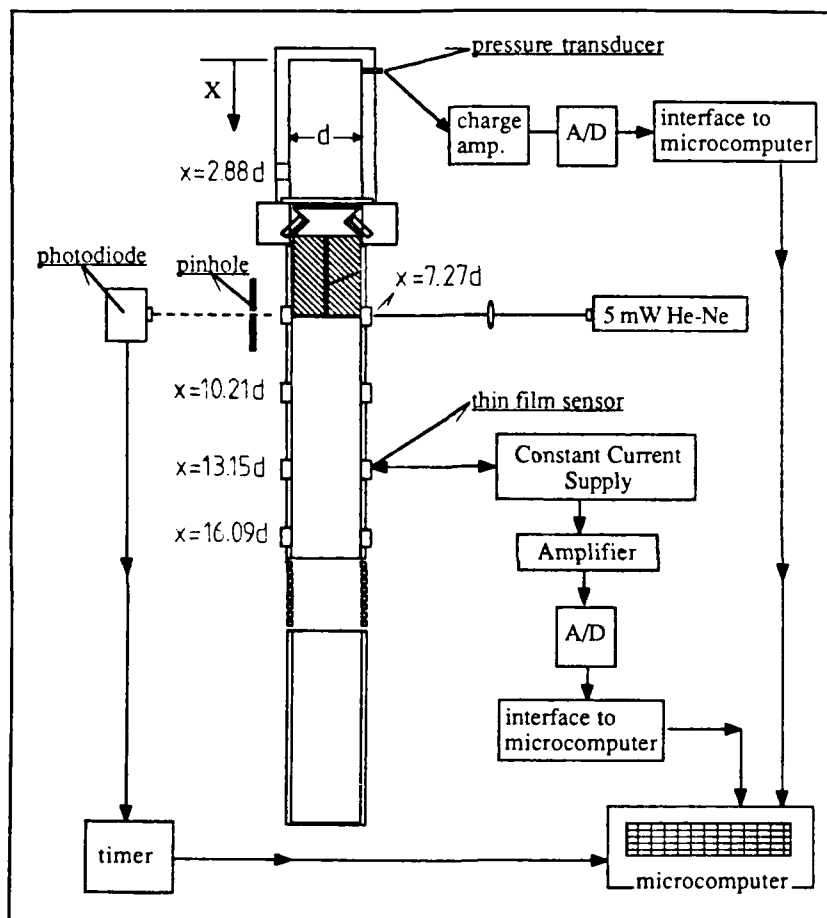 pressure transducer
X
d
charge
amp.
A/D
interface to
microcomputer
x=2.88d
photodiode
pinhole
x=7.27d
5 mW He-Ne
x=10.21d
thin film sensor
x=13.15d
Constant Current
Supply
x=16.09d
Amplifier
A/D
interface to
microcomputer
timer
microcomputer